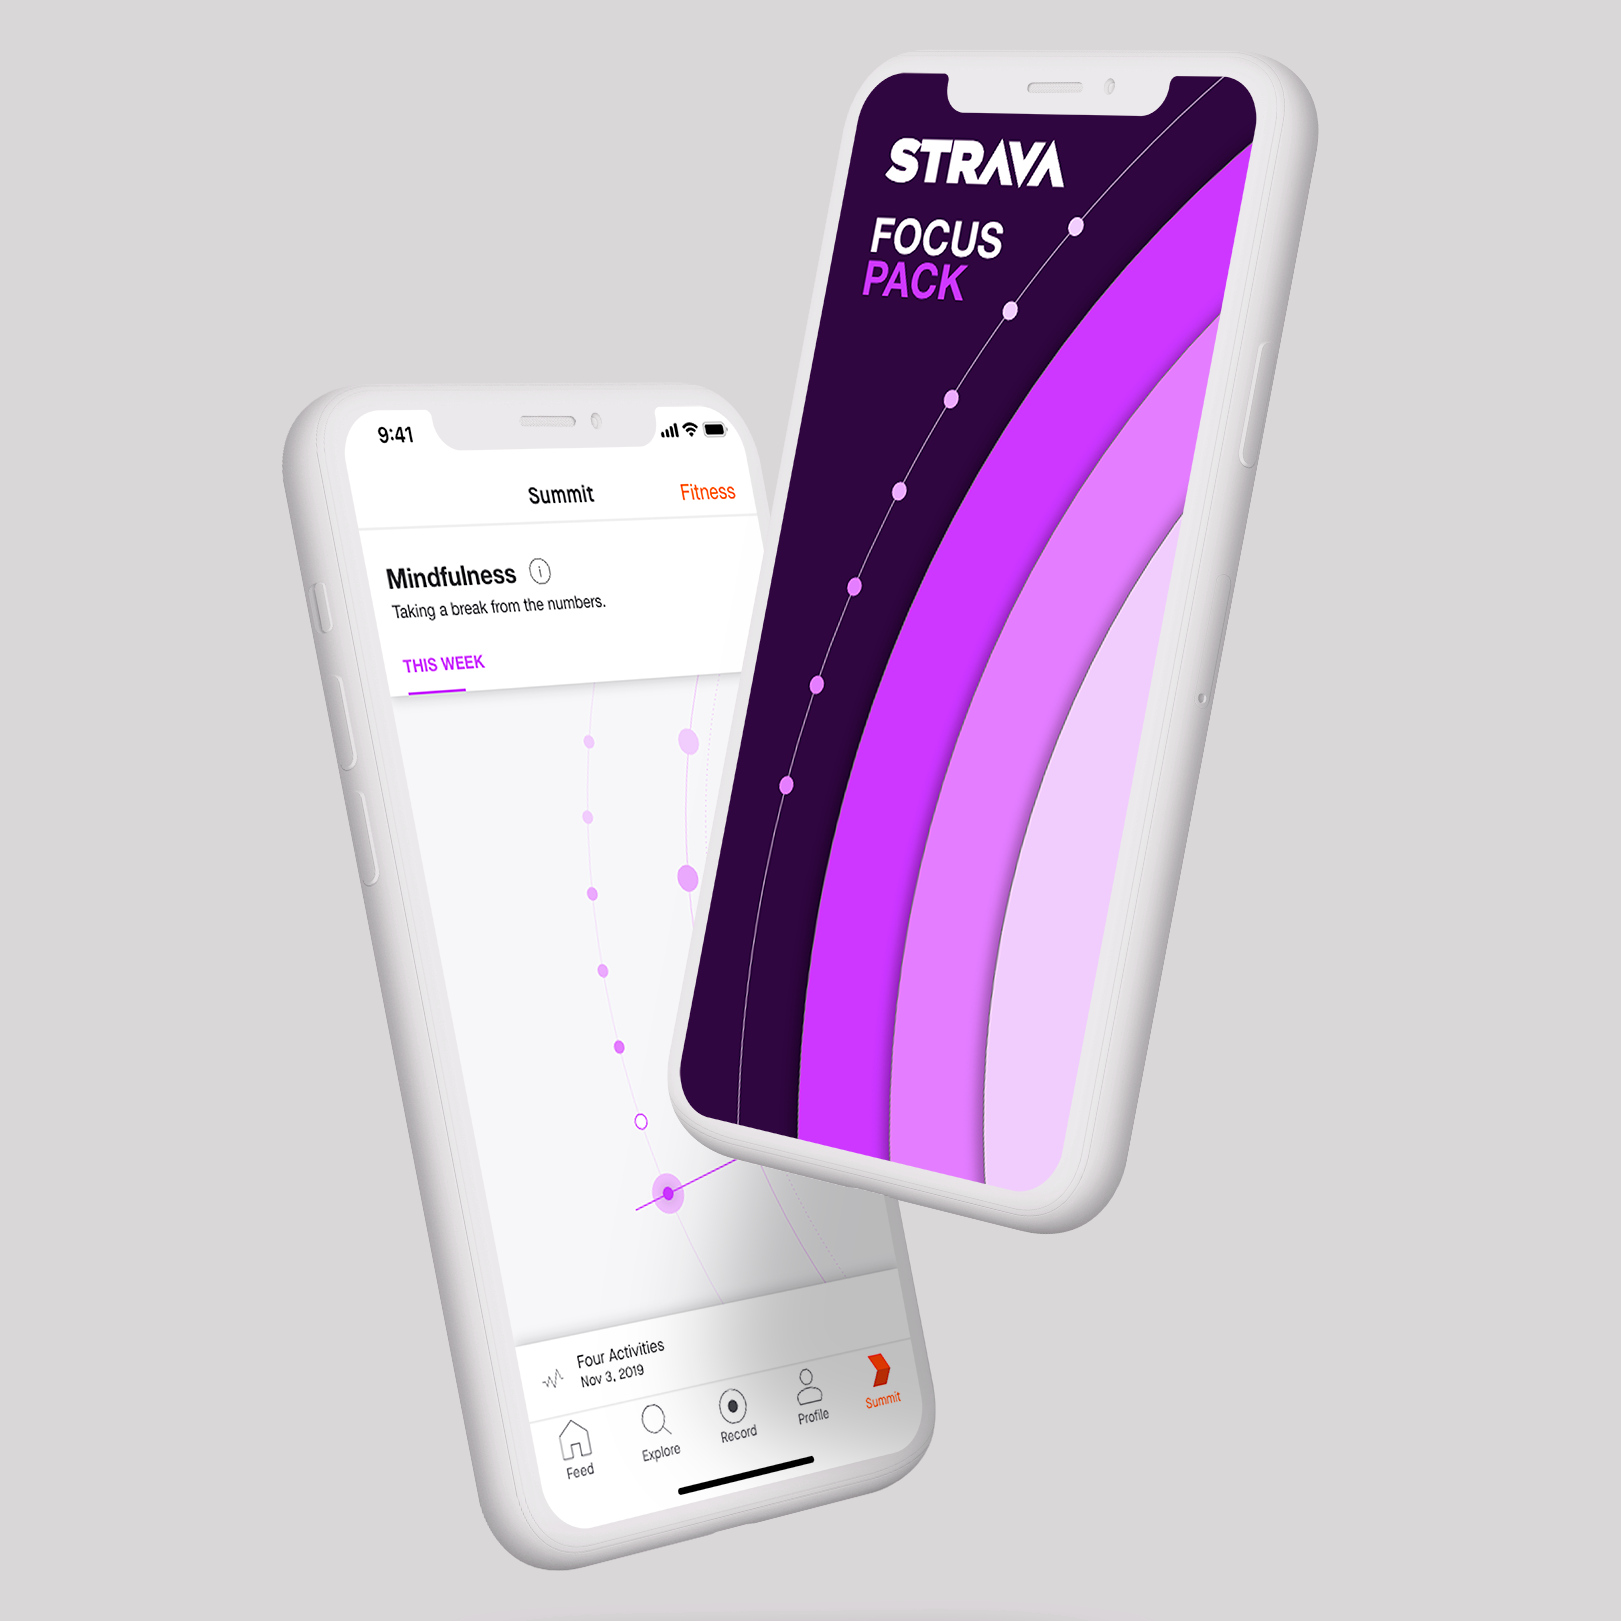 STRAVA
FOCUS
PACK
9:41
Summit
Fitness
Mindfulness
Taking a break from the numbers.
THIS WEEK
Four Activities
Nov 3, 2019
Feed
Explore
Record
Profile
Summit